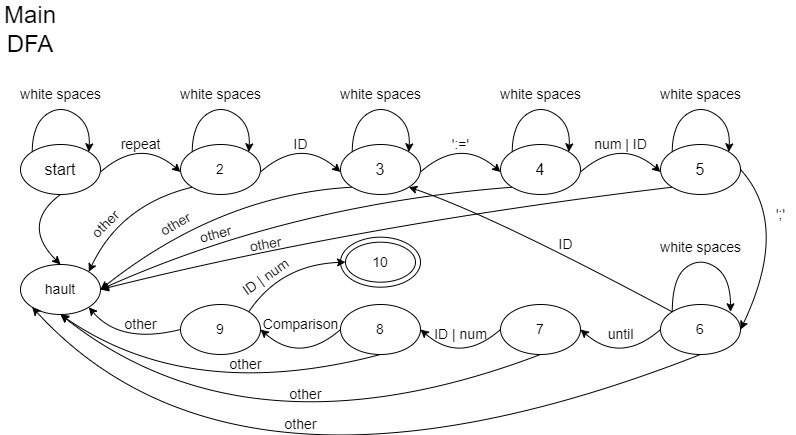 Main
DFA
white spaces white spaces white spaces white spaces white spaces
start repeat 2 ID 3 ':=' 4 num | ID 5
other other other other ID white spaces ';'
hault 10
ID | num
other 9 Comparison 8 ID | num 7 until 6
other
other
other